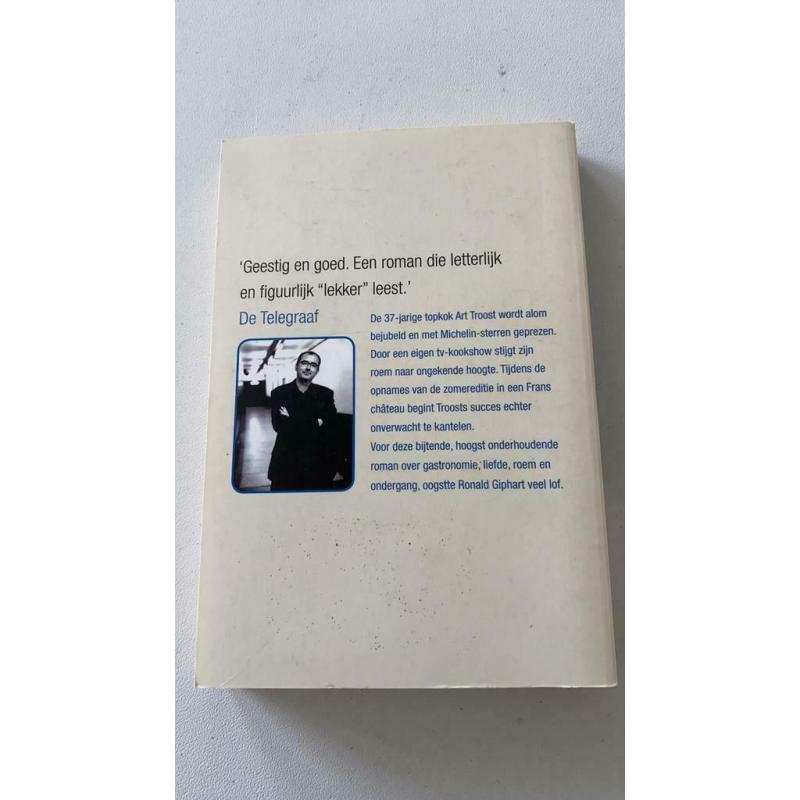 ‘Geestig en goed. Een roman die letterlijk
en figuurlijk “lekker” leest.’
De Telegraaf
De 37-jarige topkok Art Troost wordt alom
bejubeld en met Michelin-sterren geprezen.
Door een eigen tv-kookshow stijgt zijn
roem naar ongekende hoogte. Tijdens de
opnames van de zomereditie in een Frans
château begint Troosts succes echter
onverwacht te kantelen.
Voor deze bijtende, hoogst onderhoudende
roman over gastronomie, liefde, roem en
ondergang, oogstte Ronald Giphart veel lof.